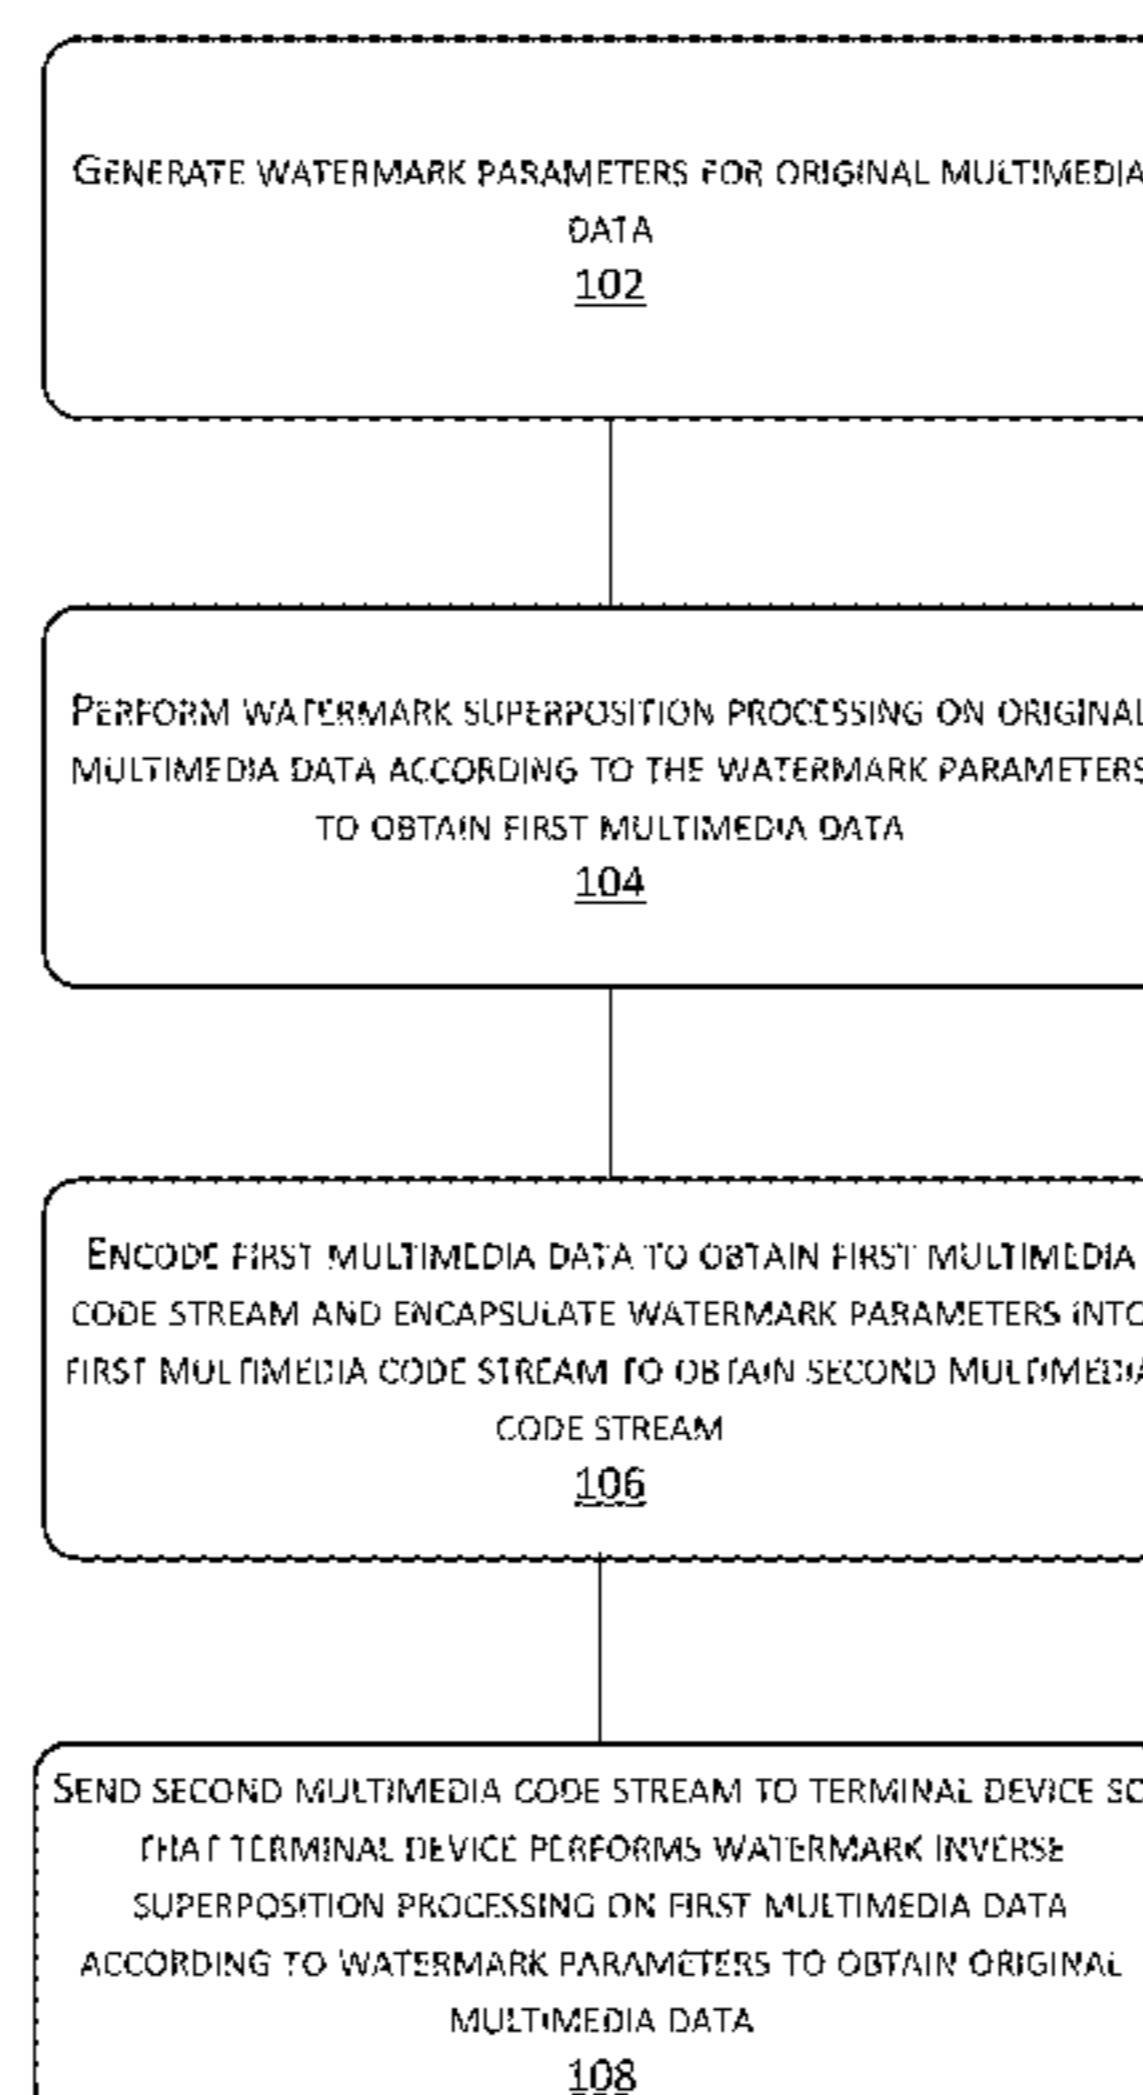 GENERATE WATERMARK PARAMETERS FOR ORIGINAL MULTIMEDIA
DATA
102
PERFORM WATERMARK SUPERPOSITION PROCESSING ON ORIGINAL
MULTIMEDIA DATA ACCORDING TO THE WATERMARK PARAMETERS
TO OBTAIN FIRST MULTIMEDIA DATA
104
ENCODE FIRST MULTIMEDIA DATA TO OBTAIN FIRST MULTIMEDIA
CODE STREAM AND ENCAPSULATE WATERMARK PARAMETERS INTO
FIRST MULTIMEDIA CODE STREAM TO OBTAIN SECOND MULTIMEDIA
CODE STREAM
106
SEND SECOND MULTIMEDIA CODE STREAM TO TERMINAL DEVICE SO
THAT TERMINAL DEVICE PERFORMS WATERMARK INVERSE
SUPERPOSITION PROCESSING ON FIRST MULTIMEDIA DATA
ACCORDING TO WATERMARK PARAMETERS TO OBTAIN ORIGINAL
MULTIMEDIA DATA
108